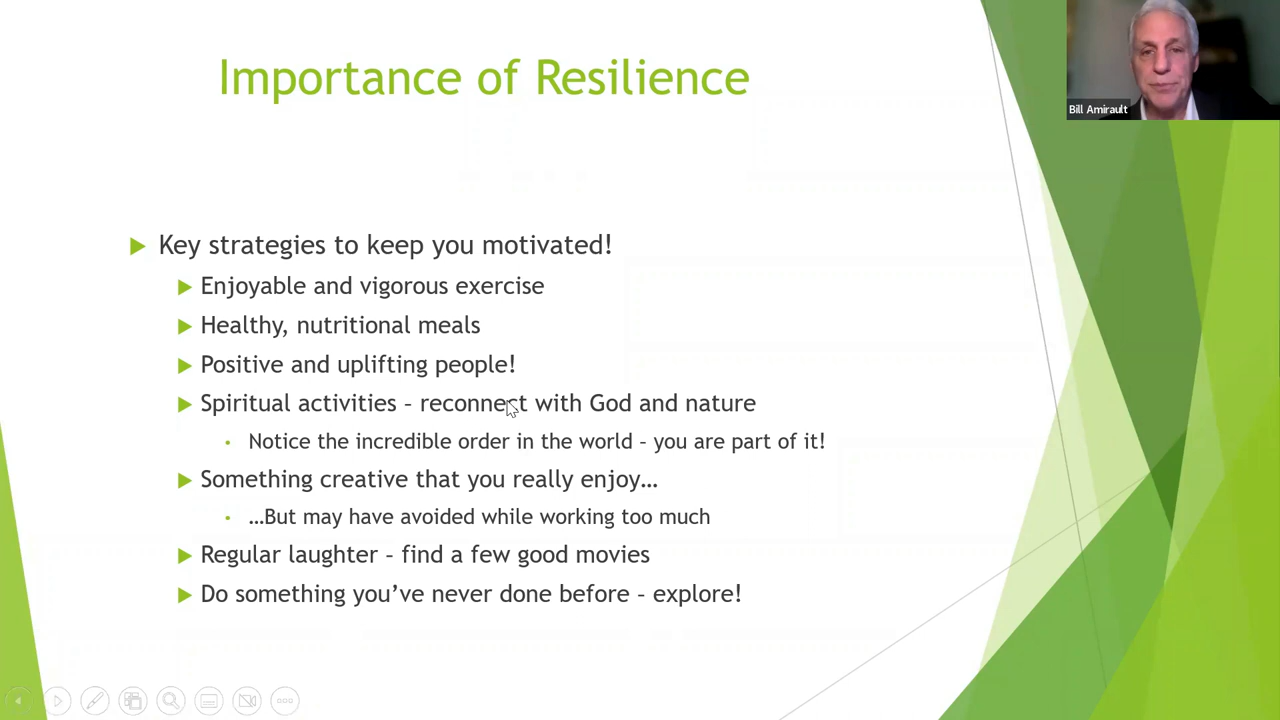 Importance of Resilience
Bill Amirault
Key strategies to keep you motivated!
Enjoyable and vigorous exercise
Healthy, nutritional meals
Positive and uplifting people!
Spiritual activities – reconnect with God and nature
Notice the incredible order in the world – you are part of it!
Something creative that you really enjoy…
…But may have avoided while working too much
Regular laughter – find a few good movies
Do something you’ve never done before – explore!